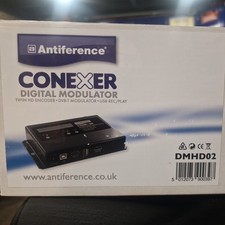 Antiference®
CONEXER
DIGITAL MODULATOR
DMHD02
www.antiference.co.uk